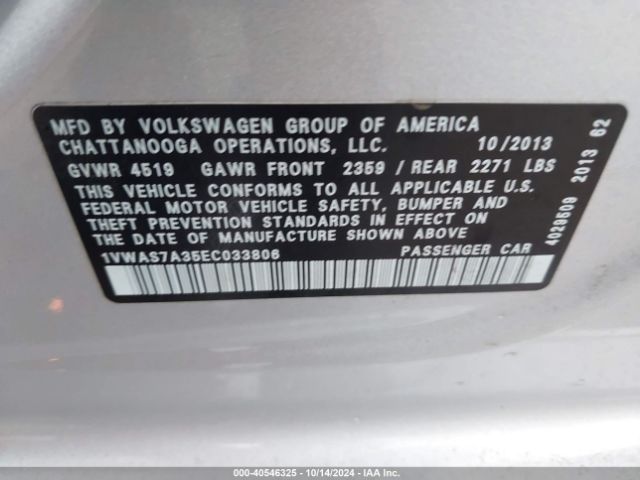 MFD BY VOLKSWAGEN GROUP OF AMERICA
CHATTANOOGA OPERATIONS, LLC. 10/2013
GVWR 4519 GAWR FRONT 2359 / REAR 2271 LBS
THIS VEHICLE CONFORMS TO ALL APPLICABLE U.S.
FEDERAL MOTOR VEHICLE SAFETY, BUMPER AND
THEFT PREVENTION STANDARDS IN EFFECT ON
THE DATE OF MANUFACTURE SHOWN ABOVE
1VWAS7A35EC033806 PASSENGER CAR
4029509 2013 62
000-40546325 | 10/14/2024 | IAA Inc.